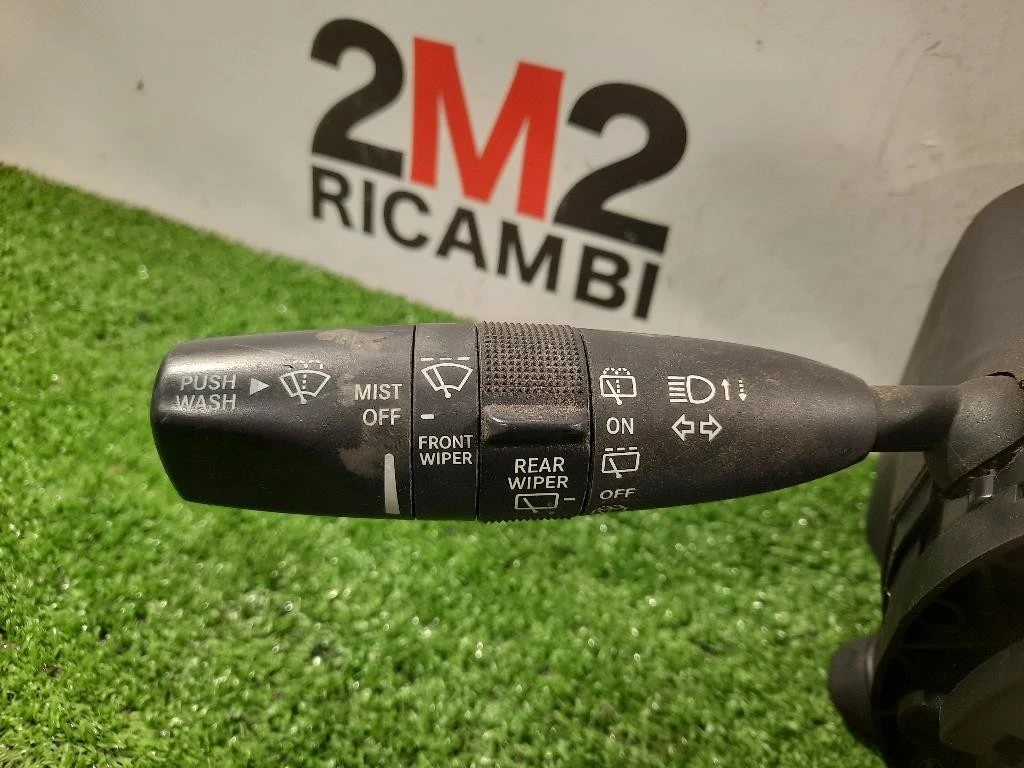 2M2
RICAMBI
PUSH
WASH
MIST
OFF
FRONT
WIPER
REAR
WIPER
ON
OFF